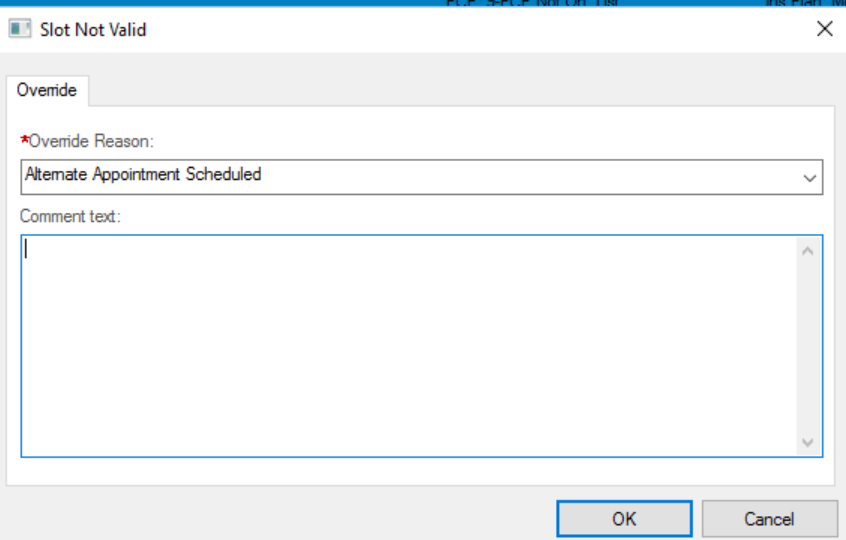 Slot Not Valid
Override
*Override Reason:
Alternate Appointment Scheduled
Comment text:
OK Cancel